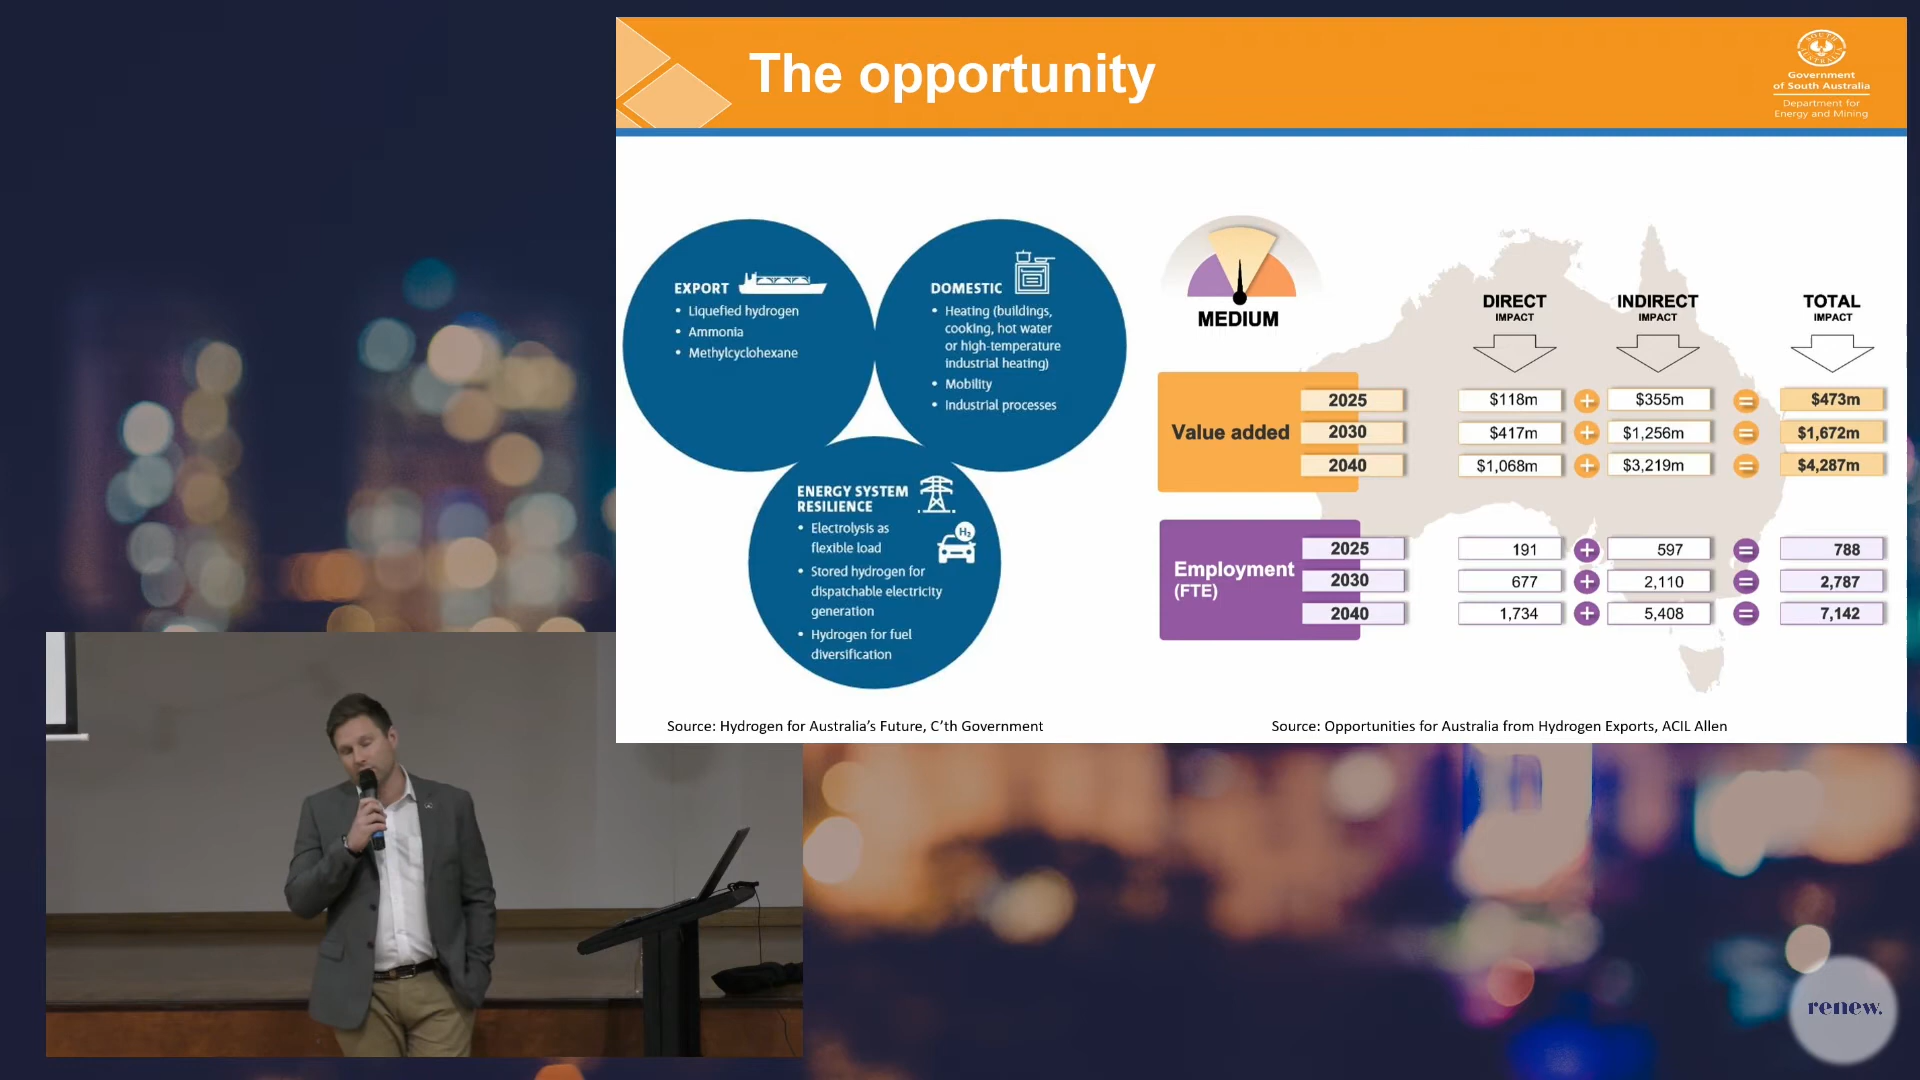 The opportunity
SOUTH AUSTRALIA
Government
of South Australia
Department for
Energy and Mining
EXPORT
• Liquefied hydrogen
• Ammonia
• Methylcyclohexane
DOMESTIC
• Heating (buildings,
cooking, hot water
or high-temperature
industrial heating)
• Mobility
• Industrial processes
ENERGY SYSTEM
RESILIENCE
H₂
• Electrolysis as
flexible load
• Stored hydrogen for
dispatchable electricity
generation
• Hydrogen for fuel
diversification
Source: Hydrogen for Australia’s Future, C’th Government
MEDIUM
DIRECT INDIRECT TOTAL
IMPACT IMPACT IMPACT
Value added
2025 $118m + $355m = $473m
2030 $417m + $1,256m = $1,672m
2040 $1,068m + $3,219m = $4,287m
Employment
(FTE)
2025 191 + 597 = 788
2030 677 + 2,110 = 2,787
2040 1,734 + 5,408 = 7,142
Source: Opportunities for Australia from Hydrogen Exports, ACIL Allen
renew.